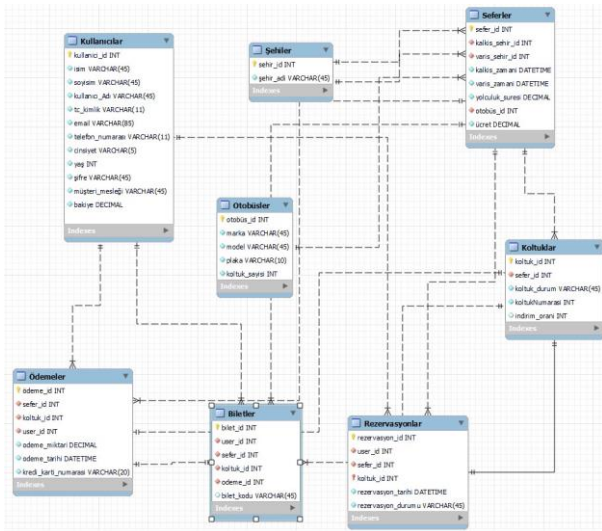 Kullanıcılar
kullanici_id INT
isim VARCHAR(45)
soyisim VARCHAR(45)
kullanıcı_Adı VARCHAR(45)
tc_kimlik VARCHAR(11)
email VARCHAR(85)
telefon_numarası VARCHAR(11)
cinsiyet VARCHAR(5)
yaş INT
şifre VARCHAR(45)
müşteri_mesleği VARCHAR(45)
bakiye DECIMAL
Indexes
Şehiler
sehir_id INT
şehir_adi VARCHAR(45)
Indexes
Seferler
sefer_id INT
kalkis_sehir_id INT
varis_sehir_id INT
kalkis_zamani DATETIME
varis_zamani DATETIME
yolculuk_suresi DECIMAL
otobüs_id INT
ücret DECIMAL
Indexes
Otobüsler
otobüs_id INT
marka VARCHAR(45)
model VARCHAR(45)
plaka VARCHAR(10)
koltuk_sayisi INT
Indexes
Koltuklar
koltuk_id INT
sefer_id INT
koltuk_durum VARCHAR(45)
koltukNumarasi INT
indirim_orani INT
Indexes
Ödemeler
ödeme_id INT
sefer_id INT
koltuk_id INT
user_id INT
odeme_miktari DECIMAL
odeme_tarihi DATETIME
kredi_karti_numarasi VARCHAR(20)
Indexes
Biletler
bilet_id INT
user_id INT
sefer_id INT
koltuk_id INT
odeme_id INT
bilet_kodu VARCHAR(45)
Indexes
Rezervasyonlar
rezervasyon_id INT
user_id INT
sefer_id INT
koltuk_id INT
rezervasyon_tarihi DATETIME
rezervasyon_durumu VARCHAR(45)
Indexes